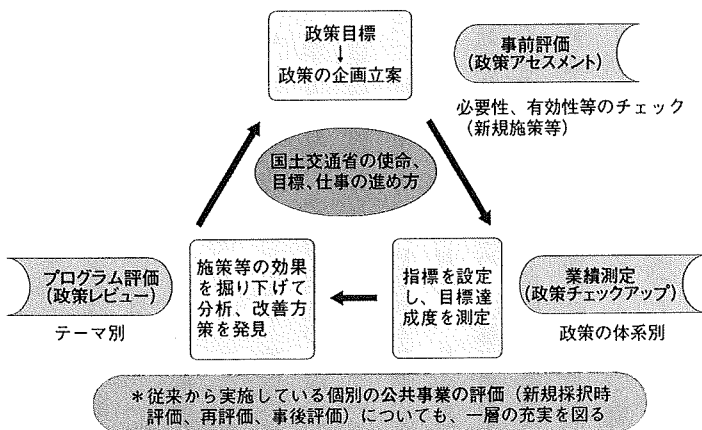 政策目標
↓
政策の企画立案
事前評価
(政策アセスメント)
必要性、有効性等のチェック
(新規施策等)
国土交通省の使命、
目標、仕事の進め方
プログラム評価
(政策レビュー)
テーマ別
施策等の効果
を掘り下げて
分析、改善方
策を発見
指標を設定
し、目標達
成度を測定
業績測定
(政策チェックアップ)
政策の体系別
＊従来から実施している個別の公共事業の評価(新規採択時
評価、再評価、事後評価)についても、一層の充実を図る